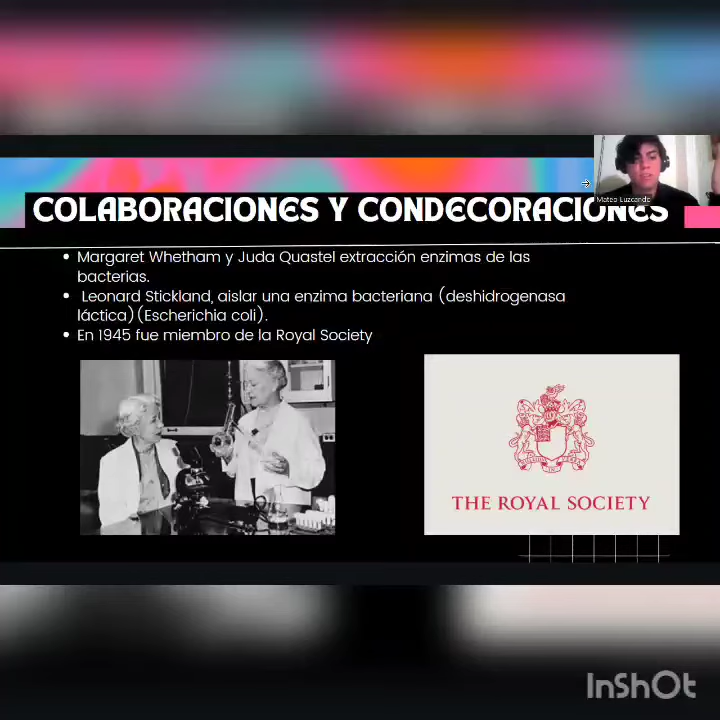 COLABORACIONES Y CONDECORACIONES
Mateo Luzcando
• Margaret Whetham y Juda Quastel extracción enzimas de las
bacterias.
• Leonard Stickland, aislar una enzima bacteriana (deshidrogenasa
láctica)(Escherichia coli).
• En 1945 fue miembro de la Royal Society
THE ROYAL SOCIETY
InShOt